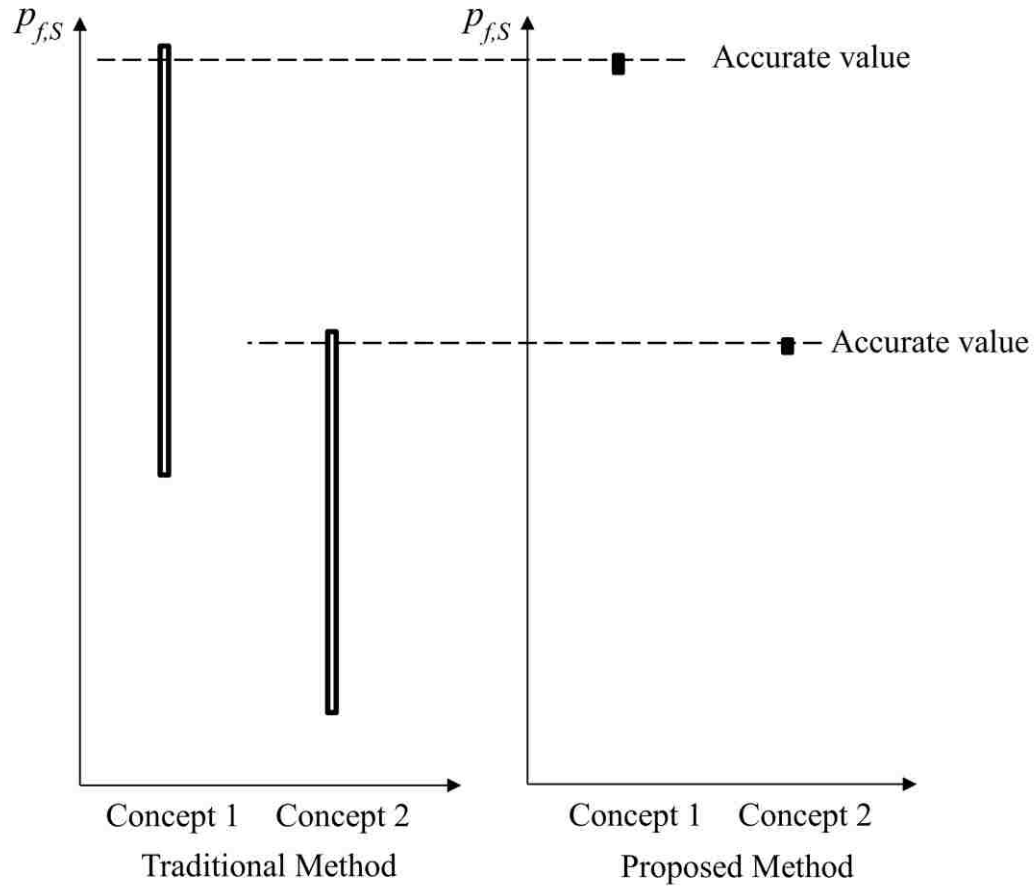 p_{f,S}
p_{f,S}
Accurate value
Accurate value
Concept 1 Concept 2
Concept 1 Concept 2
Traditional Method
Proposed Method